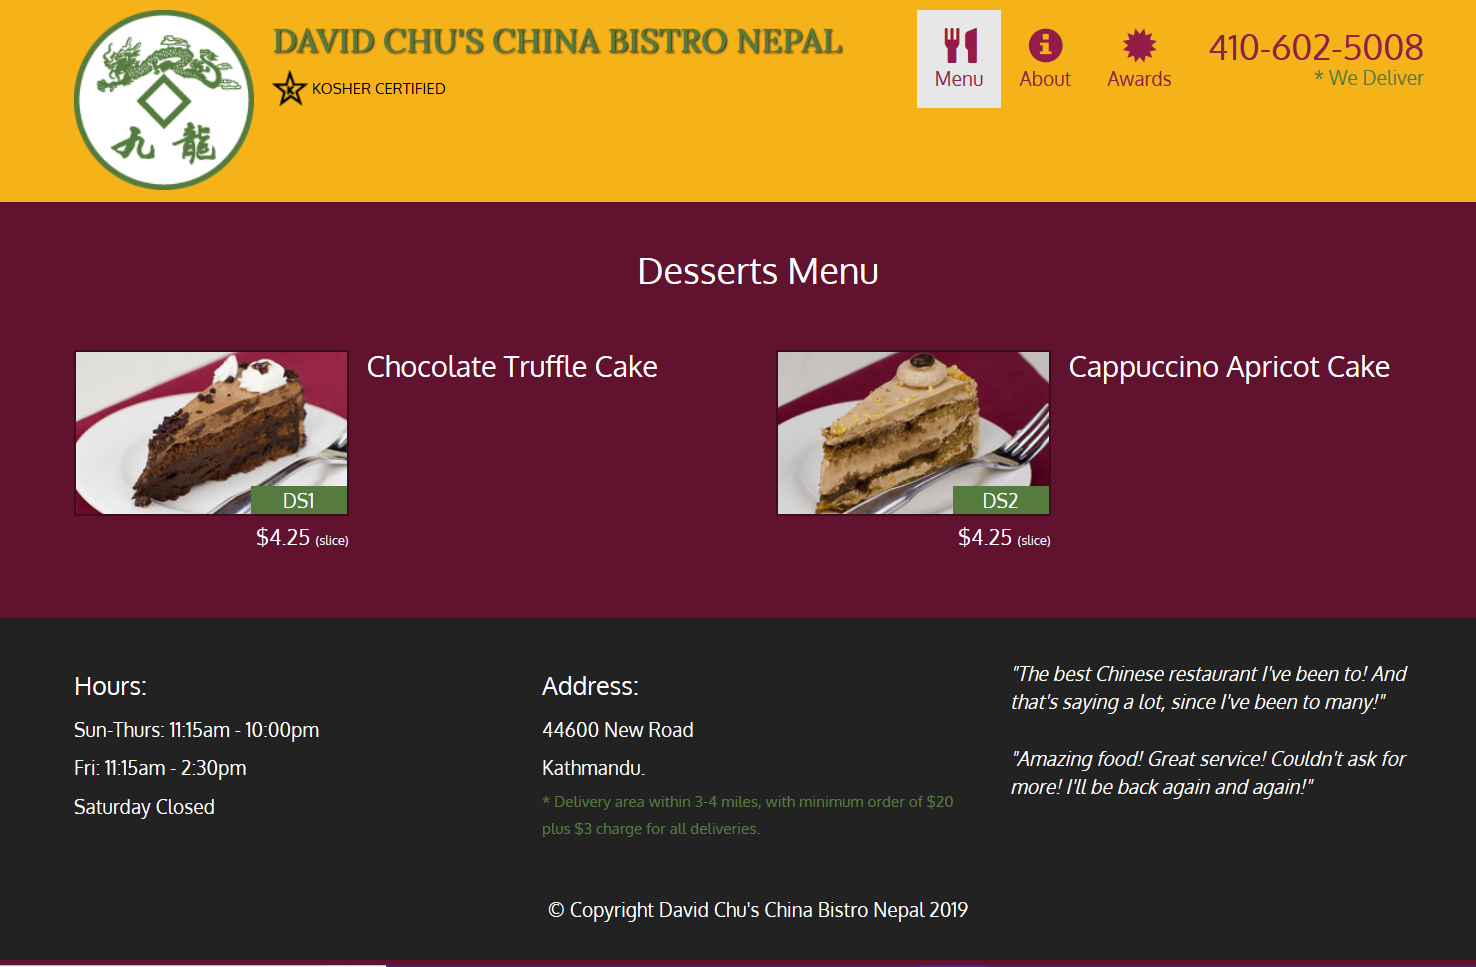 九龍
DAVID CHU'S CHINA BISTRO NEPAL
K
KOSHER CERTIFIED
Menu
About
Awards
410-602-5008
* We Deliver
Desserts Menu
DS1
$4.25 (slice)
Chocolate Truffle Cake
DS2
$4.25 (slice)
Cappuccino Apricot Cake
Hours:
Sun-Thurs: 11:15am - 10:00pm
Fri: 11:15am - 2:30pm
Saturday Closed
Address:
44600 New Road
Kathmandu.
* Delivery area within 3-4 miles, with minimum order of $20
plus $3 charge for all deliveries.
"The best Chinese restaurant I've been to! And
that's saying a lot, since I've been to many!"
"Amazing food! Great service! Couldn't ask for
more! I'll be back again and again!"
© Copyright David Chu's China Bistro Nepal 2019